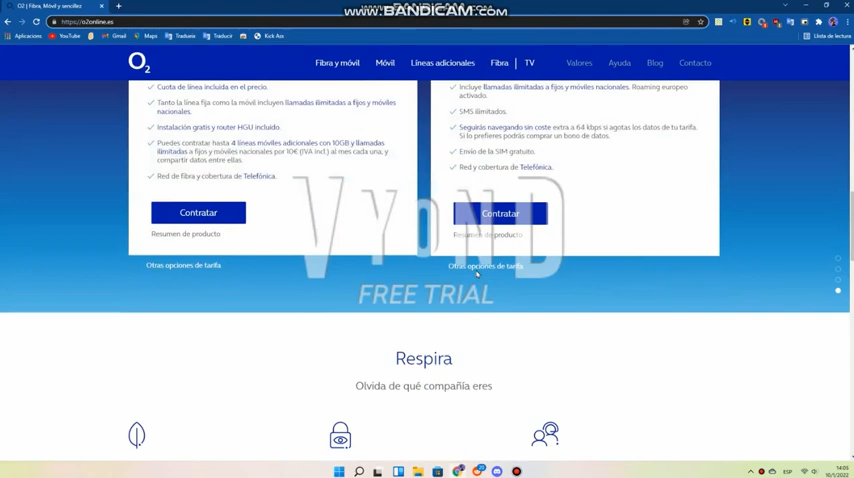 www.BANDICAM.com
O2 | Fibra, Móvil y sencillez
https://o2online.es
Aplicaciones YouTube Gmail Maps Traducir Traducir Kick Ass Lista de lectura
O2 Fibra y móvil Móvil Líneas adicionales Fibra TV Valores Ayuda Blog Contacto
Cuota de línea incluida en el precio.
Tanto la línea fija como la móvil incluyen llamadas ilimitadas a fijos y móviles
nacionales.
Instalación gratis y router HGU incluido.
Puedes contratar hasta 4 líneas móviles adicionales con 10GB y llamadas
ilimitadas a fijos y móviles nacionales por 10€ (IVA incl.) al mes cada una, y
compartir datos entre ellas.
Red de fibra y cobertura de Telefónica.
Contratar
Resumen de producto
Otras opciones de tarifa
Incluye llamadas ilimitadas a fijos y móviles nacionales. Roaming europeo
activado.
SMS ilimitados.
Seguirás navegando sin coste extra a 64 kbps si agotas los datos de tu tarifa.
Si lo prefieres podrás comprar un bono de datos.
Envío de la SIM gratuito.
Red y cobertura de Telefónica.
Contratar
Resumen de producto
Otras opciones de tarifa
VYOND
FREE TRIAL
Respira
Olvida de qué compañía eres
ESP
14:05
10/1/2022